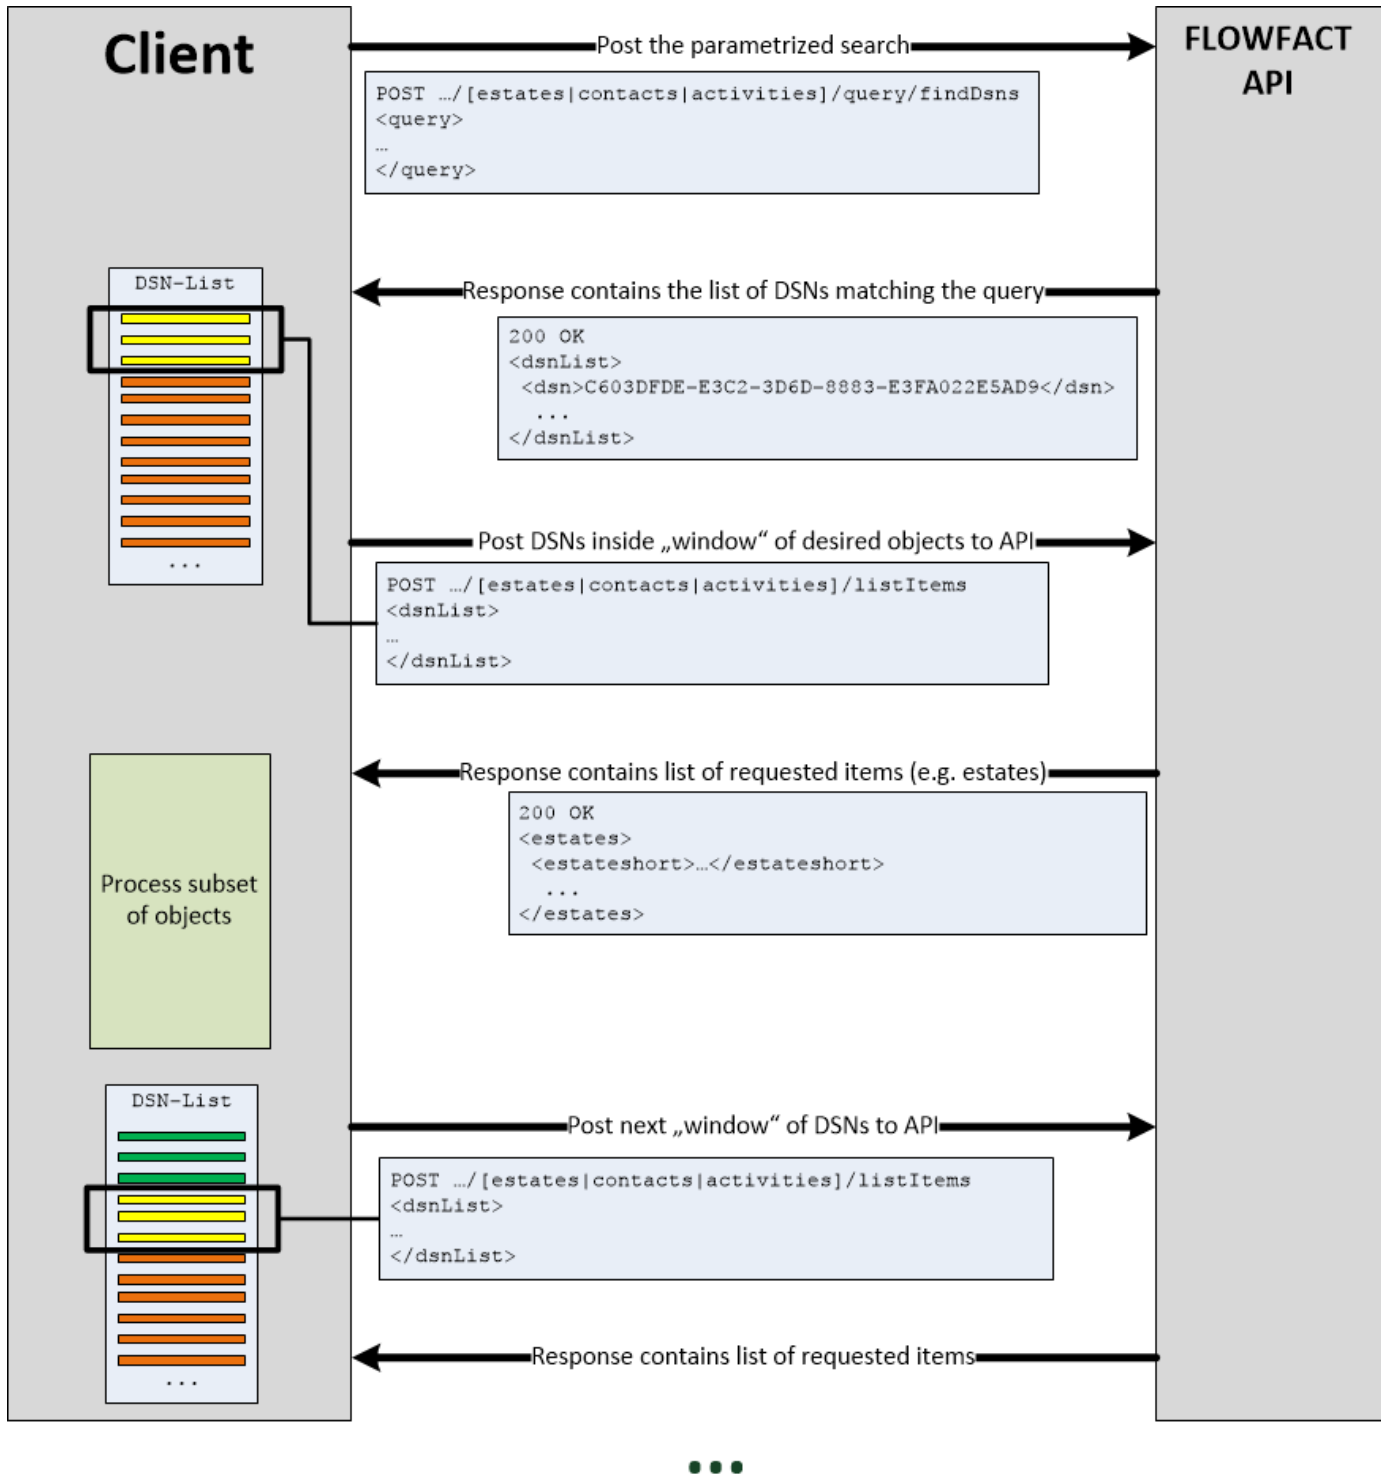 Client
FLOWFACT
API
Post the parametrized search
POST …/[estates|contacts|activities]/query/findDsns
<query>
…
</query>
DSN-List
...
Response contains the list of DSNs matching the query
200 OK
<dsnList>
<dsn>C603DFDE-E3C2-3D6D-8883-E3FA022E5AD9</dsn>
...
</dsnList>
Post DSNs inside „window“ of desired objects to API
POST …/[estates|contacts|activities]/listItems
<dsnList>
…
</dsnList>
Response contains list of requested items (e.g. estates)
200 OK
<estates>
<estateshort>…</estateshort>
...
</estates>
Process subset
of objects
DSN-List
...
Post next „window“ of DSNs to API
POST …/[estates|contacts|activities]/listItems
<dsnList>
…
</dsnList>
Response contains list of requested items
...